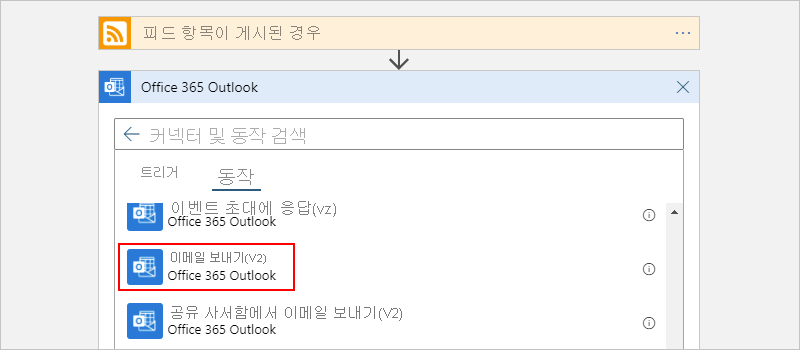 피드 항목이 게시된 경우
Office 365 Outlook
커넥터 및 동작 검색
트리거 동작
이벤트 초대에 응답(vz)
Office 365 Outlook
이메일 보내기(V2)
Office 365 Outlook
공유 사서함에서 이메일 보내기(V2)
Office 365 Outlook